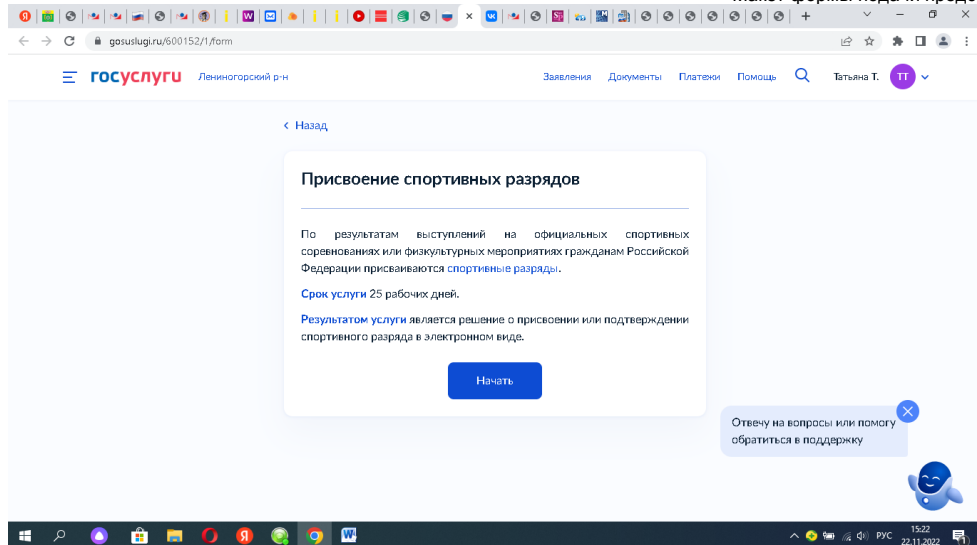 gosuslugi.ru/600152/1/form
госуслуги Лениногорский р-н Заявления Документы Платежи Помощь Татьяна Т. ТТ
Назад
Присвоение спортивных разрядов
По результатам выступлений на официальных спортивных
соревнованиях или физкультурных мероприятиях гражданам Российской
Федерации присваиваются спортивные разряды.
Срок услуги 25 рабочих дней.
Результатом услуги является решение о присвоении или подтверждении
спортивного разряда в электронном виде.
Начать
Отвечу на вопросы или помогу
обратиться в поддержку
РУС
15:22
22.11.2022